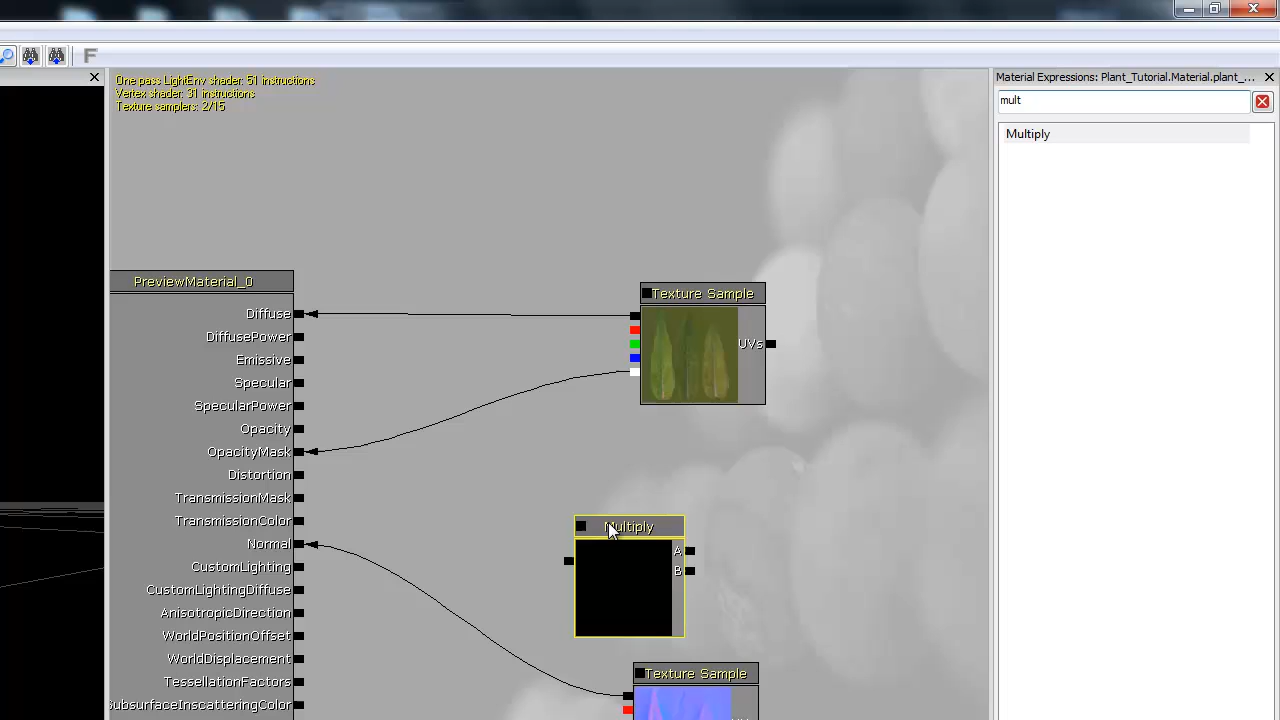 F
One pass LightEnv shader: 51 instructions
Vertex shader: 31 instructions
Texture samplers: 2/16
Material Expressions: Plant_Tutorial.Material.plant_...
mult
Multiply
PreviewMaterial_0
Diffuse
DiffusePower
Emissive
Specular
SpecularPower
Opacity
OpacityMask
Distortion
TransmissionMask
TransmissionColor
Normal
CustomLighting
CustomLightingDiffuse
AnisotropicDirection
WorldPositionOffset
WorldDisplacement
TessellationFactors
SubsurfaceInscatteringColor
Texture Sample
UVs
Multiply
A
B
Texture Sample